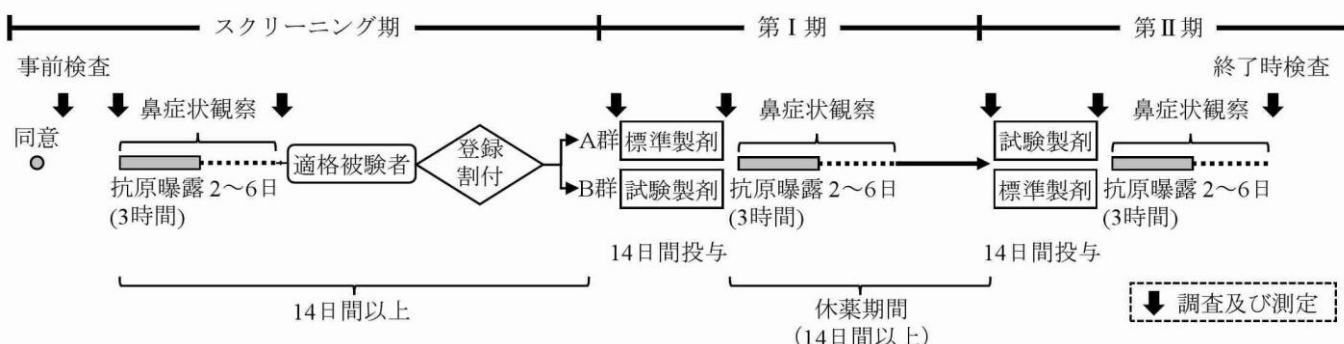 スクリーニング期
第Ⅰ期
第Ⅱ期
事前検査
終了時検査
同意
鼻症状観察
鼻症状観察
鼻症状観察
抗原曝露 2〜6日
(3時間)
適格被験者
登録
割付
A群
標準製剤
B群
試験製剤
抗原曝露 2〜6日
(3時間)
試験製剤
標準製剤
抗原曝露 2〜6日
(3時間)
14日間投与
14日間投与
14日間以上
休薬期間
(14日間以上)
調査及び測定